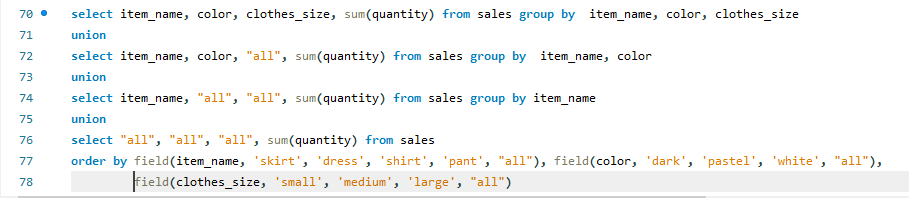 70 select item_name, color, clothes_size, sum(quantity) from sales group by  item_name, color, clothes_size
71 union
72 select item_name, color, "all", sum(quantity) from sales group by  item_name, color
73 union
74 select item_name, "all", "all", sum(quantity) from sales group by item_name
75 union
76 select "all", "all", "all", sum(quantity) from sales
77 order by field(item_name, 'skirt', 'dress', 'shirt', 'pant', "all"), field(color, 'dark', 'pastel', 'white', "all"),
78 field(clothes_size, 'small', 'medium', 'large', "all")